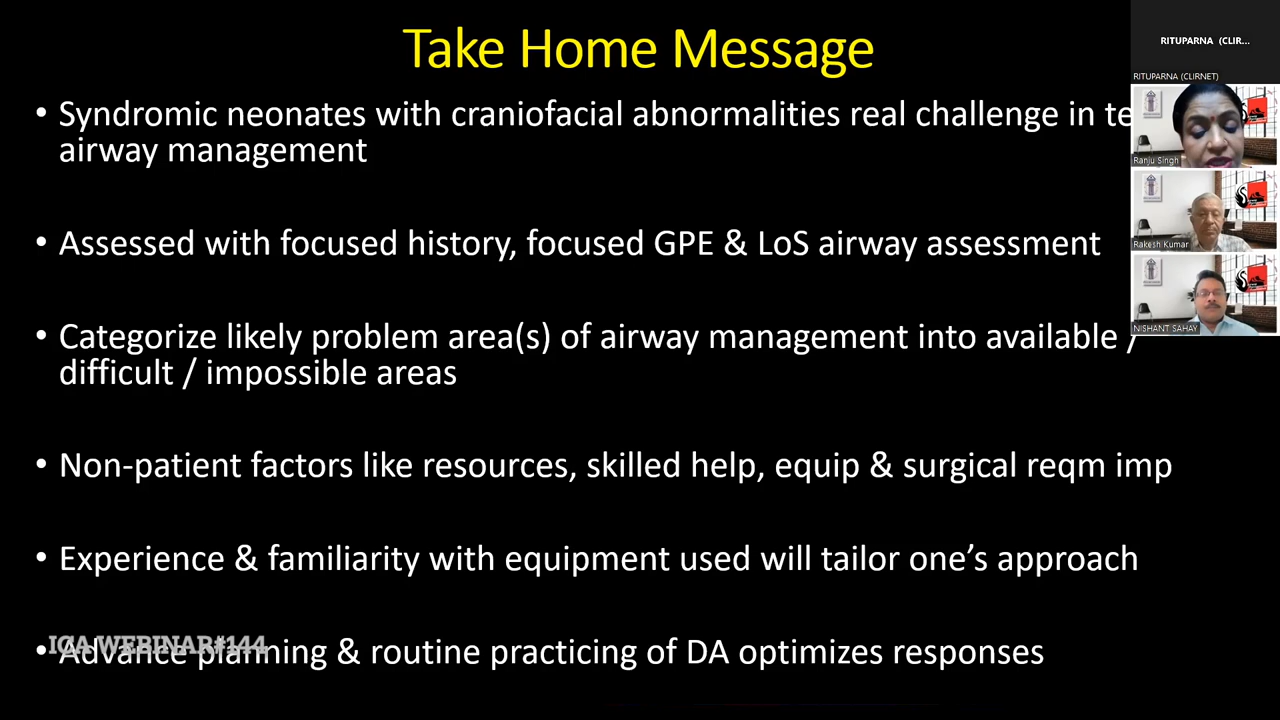 Take Home Message
• Syndromic neonates with craniofacial abnormalities real challenge in
airway management
• Assessed with focused history, focused GPE & LoS airway assessment
• Categorize likely problem area(s) of airway management into available /
difficult / impossible areas
• Non-patient factors like resources, skilled help, equip & surgical reqm imp
• Experience & familiarity with equipment used will tailor one’s approach
• Advance planning & routine practicing of DA optimizes responses
ICA WEBINAR#144
RITUPARNA (CLIR...
RITUPARNA (CLIRNET)
Ranju Singh
Rakesh Kumar
NISHANT SAHAY